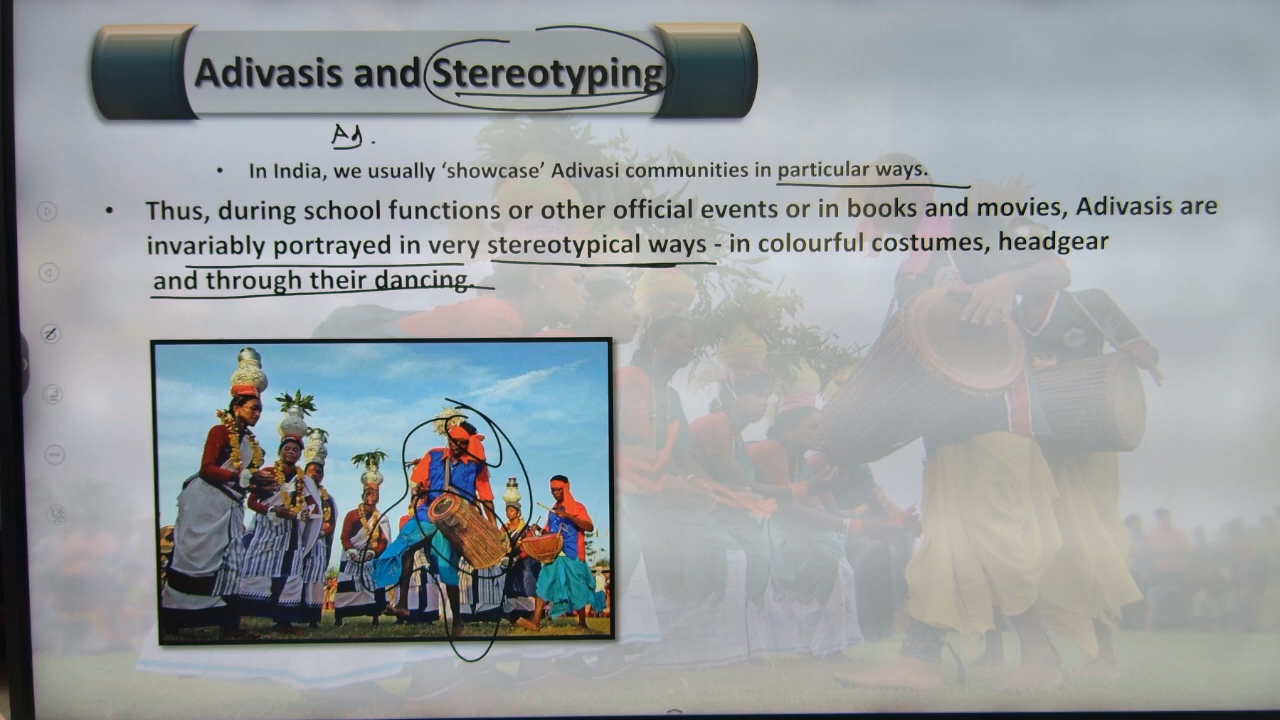 Adivasis and Stereotyping
Ad.
• In India, we usually ‘showcase’ Adivasi communities in particular ways.
• Thus, during school functions or other official events or in books and movies, Adivasis are
invariably portrayed in very stereotypical ways - in colourful costumes, headgear
and through their dancing.